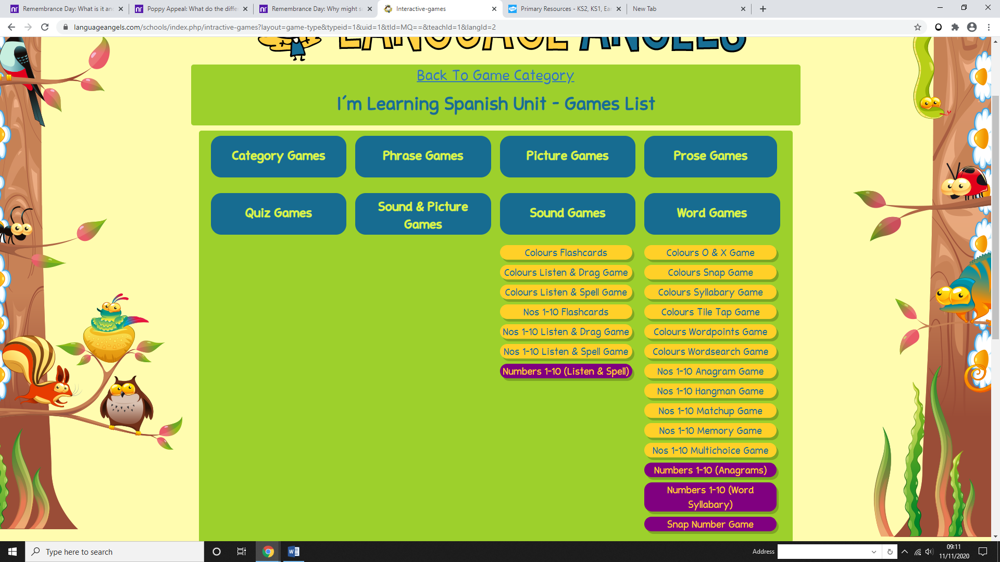 Remembrance Day: What is it an
Poppy Appeal: What do the diffe
Remembrance Day: Why might s
Interactive-games
Primary Resources - KS2, KS1, Ear
New Tab
languageangels.com/schools/index.php/intractive-games?layout=game-type&typeid=1&uid=1&tId=MQ==&teachId=1&langId=2
LANGUAGE ANGELS
Back To Game Category
I´m Learning Spanish Unit - Games List
Category Games
Phrase Games
Picture Games
Prose Games
Quiz Games
Sound & Picture
Games
Sound Games
Word Games
Colours Flashcards
Colours Listen & Drag Game
Colours Listen & Spell Game
Nos 1-10 Flashcards
Nos 1-10 Listen & Drag Game
Nos 1-10 Listen & Spell Game
Numbers 1-10 (Listen & Spell)
Colours O & X Game
Colours Snap Game
Colours Syllabary Game
Colours Tile Tap Game
Colours Wordpoints Game
Colours Wordsearch Game
Nos 1-10 Anagram Game
Nos 1-10 Hangman Game
Nos 1-10 Matchup Game
Nos 1-10 Memory Game
Nos 1-10 Multichoice Game
Numbers 1-10 (Anagrams)
Numbers 1-10 (Word
Syllabary)
Snap Number Game
Type here to search
Address
09:11
11/11/2020